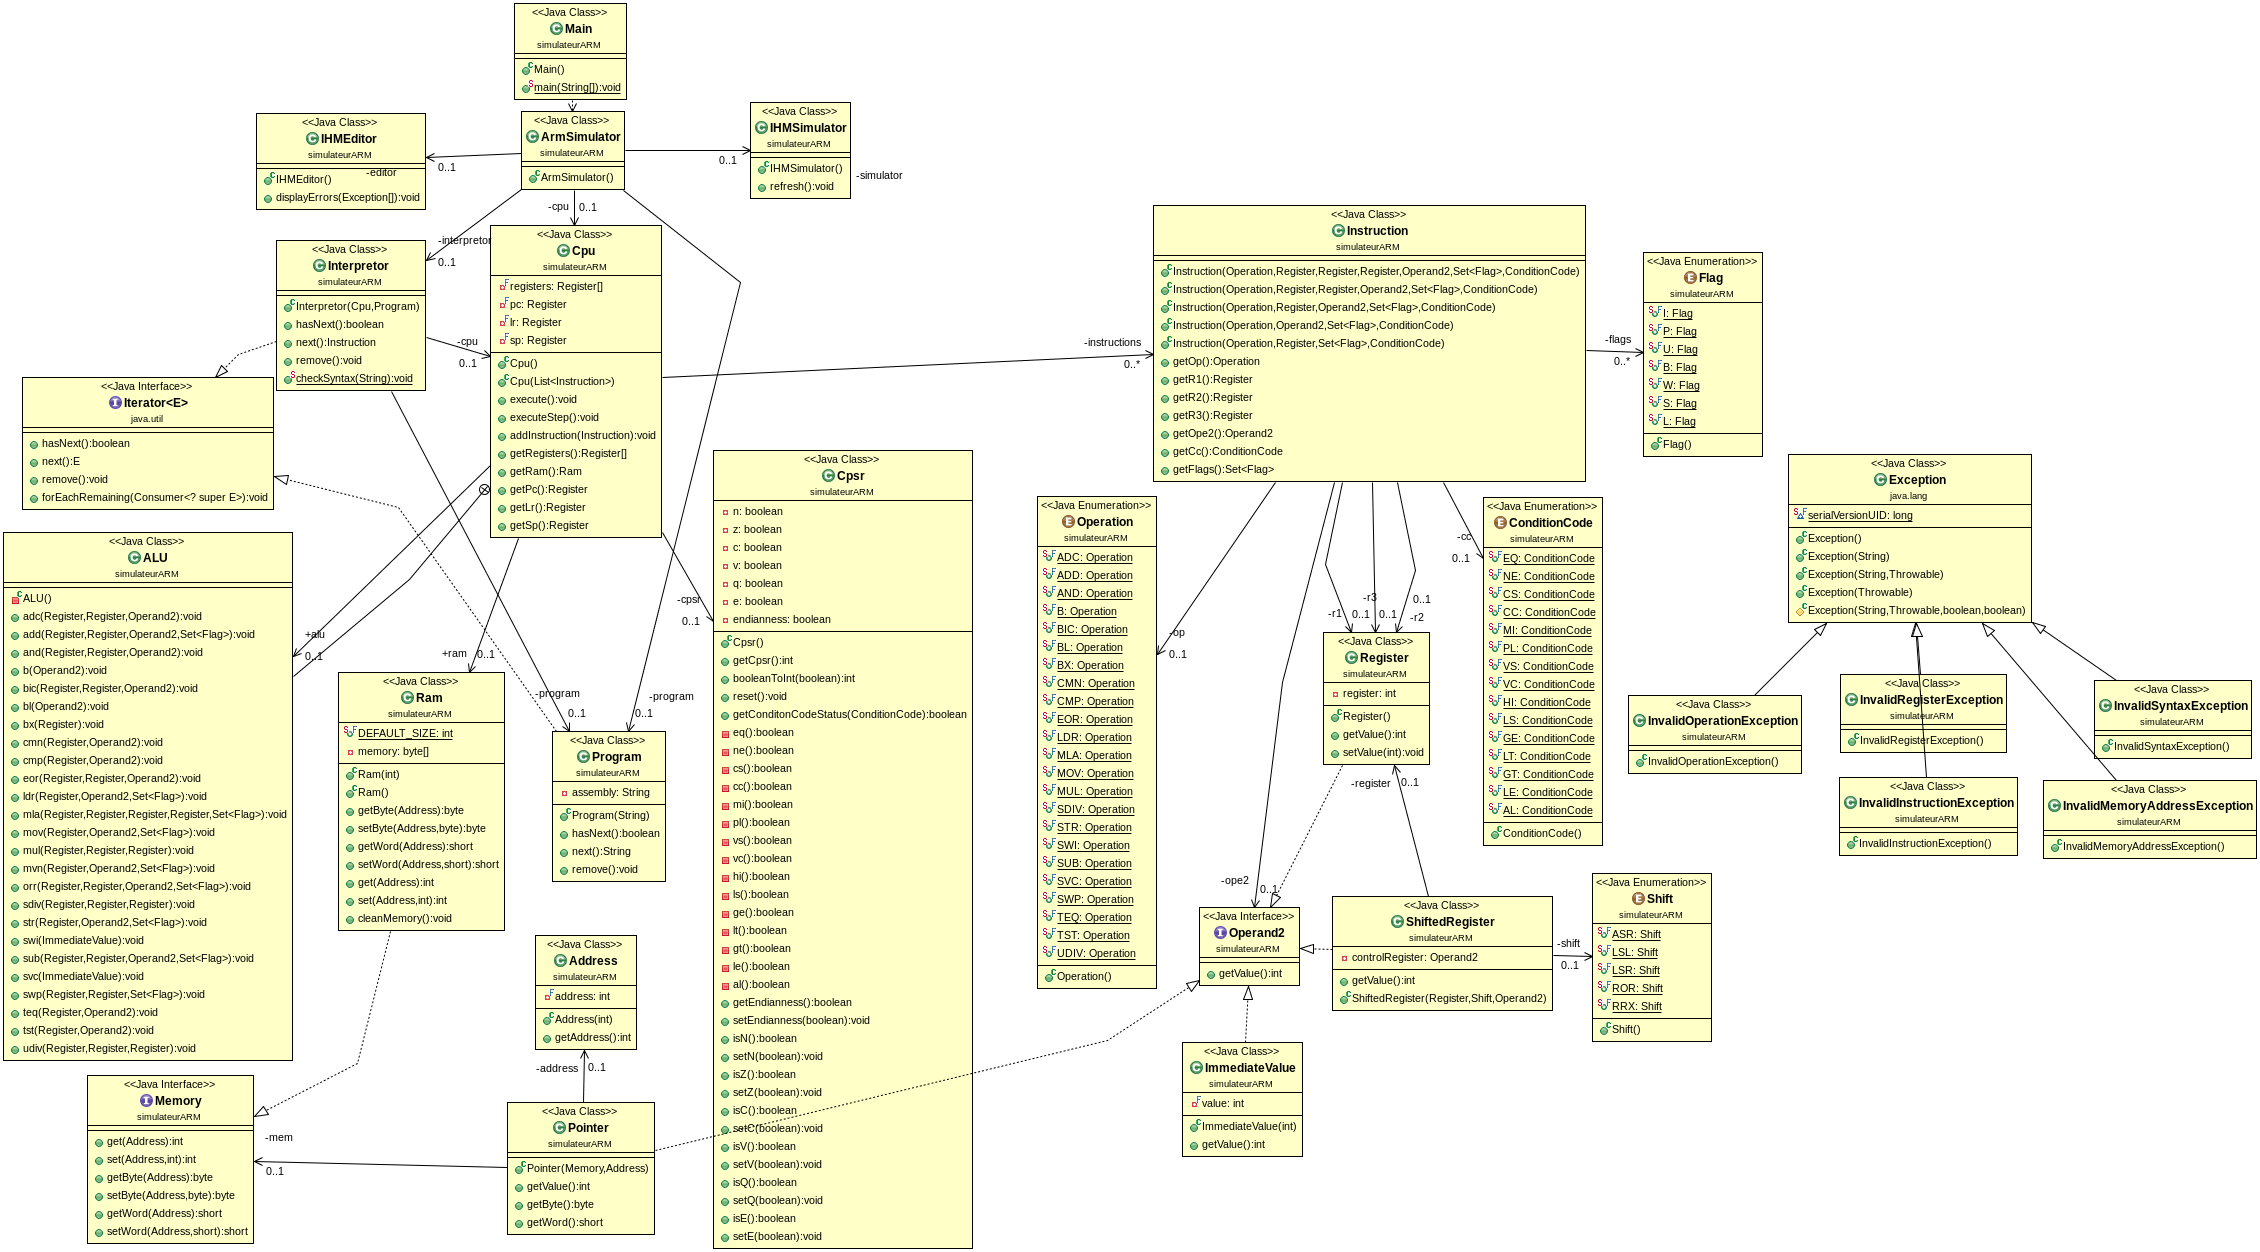 <<Java Class>>
Main
simulateurARM
Main()
main(String[]):void
<<Java Class>>
IHMEditor
simulateurARM
IHMEditor()
displayErrors(Exception[]):void
<<Java Class>>
ArmSimulator
simulateurARM
ArmSimulator()
<<Java Class>>
IHMSimulator
simulateurARM
IHMSimulator()
refresh():void
0..1
-editor
0..1
-simulator
-cpu
0..1
-interpretor
0..1
<<Java Class>>
Interpretor
simulateurARM
Interpretor(Cpu,Program)
hasNext():boolean
next():Instruction
remove():void
checkSyntax(String):void
-cpu
0..1
<<Java Class>>
Cpu
simulateurARM
registers: Register[]
pc: Register
lr: Register
sp: Register
Cpu()
Cpu(List<Instruction>)
execute():void
executeStep():void
addInstruction(Instruction):void
getRegisters():Register[]
getRam():Ram
getPc():Register
getLr():Register
getSp():Register
-instructions
0..*
<<Java Class>>
Instruction
simulateurARM
Instruction(Operation,Register,Register,Register,Operand2,Set<Flag>,ConditionCode)
Instruction(Operation,Register,Register,Operand2,Set<Flag>,ConditionCode)
Instruction(Operation,Register,Operand2,Set<Flag>,ConditionCode)
Instruction(Operation,Operand2,Set<Flag>,ConditionCode)
Instruction(Operation,Register,Set<Flag>,ConditionCode)
getOp():Operation
getR1():Register
getR2():Register
getR3():Register
getOpe2():Operand2
getCc():ConditionCode
getFlags():Set<Flag>
-flags
0..*
<<Java Enumeration>>
Flag
simulateurARM
I: Flag
P: Flag
U: Flag
B: Flag
W: Flag
S: Flag
L: Flag
Flag()
<<Java Interface>>
Iterator<E>
java.util
hasNext():boolean
next():E
remove():void
forEachRemaining(Consumer<? super E>):void
<<Java Class>>
ALU
simulateurARM
ALU()
adc(Register,Register,Operand2):void
add(Register,Register,Operand2,Set<Flag>):void
and(Register,Register,Operand2):void
b(Operand2):void
bic(Register,Register,Operand2):void
bl(Operand2):void
bx(Register):void
cmn(Register,Operand2):void
cmp(Register,Operand2):void
eor(Register,Register,Operand2):void
ldr(Register,Operand2,Set<Flag>):void
mla(Register,Register,Register,Register,Set<Flag>):void
mov(Register,Operand2,Set<Flag>):void
mul(Register,Register,Register):void
mvn(Register,Operand2,Set<Flag>):void
orr(Register,Register,Operand2,Set<Flag>):void
sdiv(Register,Register,Register):void
str(Register,Operand2,Set<Flag>):void
swi(ImmediateValue):void
sub(Register,Register,Operand2,Set<Flag>):void
svc(ImmediateValue):void
swp(Register,Register,Set<Flag>):void
teq(Register,Operand2):void
tst(Register,Operand2):void
udiv(Register,Register,Register):void
+alu
0..1
+ram
0..1
<<Java Class>>
Ram
simulateurARM
DEFAULT_SIZE: int
memory: byte[]
Ram(int)
Ram()
getByte(Address):byte
setByte(Address,byte):byte
getWord(Address):short
setWord(Address,short):short
get(Address):int
set(Address,int):int
cleanMemory():void
-program
0..1
-program
0..1
<<Java Class>>
Program
simulateurARM
assembly: String
Program(String)
hasNext():boolean
next():String
remove():void
-cpsr
0..1
<<Java Class>>
Cpsr
simulateurARM
n: boolean
z: boolean
c: boolean
v: boolean
q: boolean
e: boolean
endianness: boolean
Cpsr()
getCpsr():int
booleanToInt(boolean):int
reset():void
getConditonCodeStatus(ConditionCode):boolean
eq():boolean
ne():boolean
cs():boolean
cc():boolean
mi():boolean
pl():boolean
vs():boolean
vc():boolean
hi():boolean
ls():boolean
ge():boolean
lt():boolean
gt():boolean
le():boolean
al():boolean
getEndianness():boolean
setEndianness(boolean):void
isN():boolean
setN(boolean):void
isZ():boolean
setZ(boolean):void
isC():boolean
setC(boolean):void
isV():boolean
setV(boolean):void
isQ():boolean
setQ(boolean):void
isE():boolean
setE(boolean):void
<<Java Enumeration>>
Operation
simulateurARM
ADC: Operation
ADD: Operation
AND: Operation
B: Operation
BIC: Operation
BL: Operation
BX: Operation
CMN: Operation
CMP: Operation
EOR: Operation
LDR: Operation
MLA: Operation
MOV: Operation
MUL: Operation
SDIV: Operation
STR: Operation
SWI: Operation
SUB: Operation
SVC: Operation
SWP: Operation
TEQ: Operation
TST: Operation
UDIV: Operation
Operation()
-op
0..1
-r1
0..1
-r3
0..1
0..1
-r2
<<Java Class>>
Register
simulateurARM
register: int
Register()
getValue():int
setValue(int):void
-cc
0..1
<<Java Enumeration>>
ConditionCode
simulateurARM
EQ: ConditionCode
NE: ConditionCode
CS: ConditionCode
CC: ConditionCode
MI: ConditionCode
PL: ConditionCode
VS: ConditionCode
VC: ConditionCode
HI: ConditionCode
LS: ConditionCode
GE: ConditionCode
LT: ConditionCode
GT: ConditionCode
LE: ConditionCode
AL: ConditionCode
ConditionCode()
<<Java Class>>
Exception
java.lang
serialVersionUID: long
Exception()
Exception(String)
Exception(String,Throwable)
Exception(Throwable)
Exception(String,Throwable,boolean,boolean)
<<Java Class>>
InvalidOperationException
simulateurARM
InvalidOperationException()
<<Java Class>>
InvalidRegisterException
simulateurARM
InvalidRegisterException()
<<Java Class>>
InvalidSyntaxException
simulateurARM
InvalidSyntaxException()
<<Java Class>>
InvalidInstructionException
simulateurARM
InvalidInstructionException()
<<Java Class>>
InvalidMemoryAddressException
simulateurARM
InvalidMemoryAddressException()
-register
0..1
-ope2
0..1
<<Java Interface>>
Operand2
simulateurARM
getValue():int
<<Java Class>>
ShiftedRegister
simulateurARM
controlRegister: Operand2
getValue():int
ShiftedRegister(Register,Shift,Operand2)
-shift
0..1
<<Java Enumeration>>
Shift
simulateurARM
ASR: Shift
LSL: Shift
LSR: Shift
ROR: Shift
RRX: Shift
Shift()
<<Java Class>>
Address
simulateurARM
address: int
Address(int)
getAddress():int
-address
0..1
<<Java Class>>
ImmediateValue
simulateurARM
value: int
ImmediateValue(int)
getValue():int
<<Java Interface>>
Memory
simulateurARM
get(Address):int
set(Address,int):int
getByte(Address):byte
setByte(Address,byte):byte
getWord(Address):short
setWord(Address,short):short
-mem
0..1
<<Java Class>>
Pointer
simulateurARM
Pointer(Memory,Address)
getValue():int
getByte():byte
getWord():short